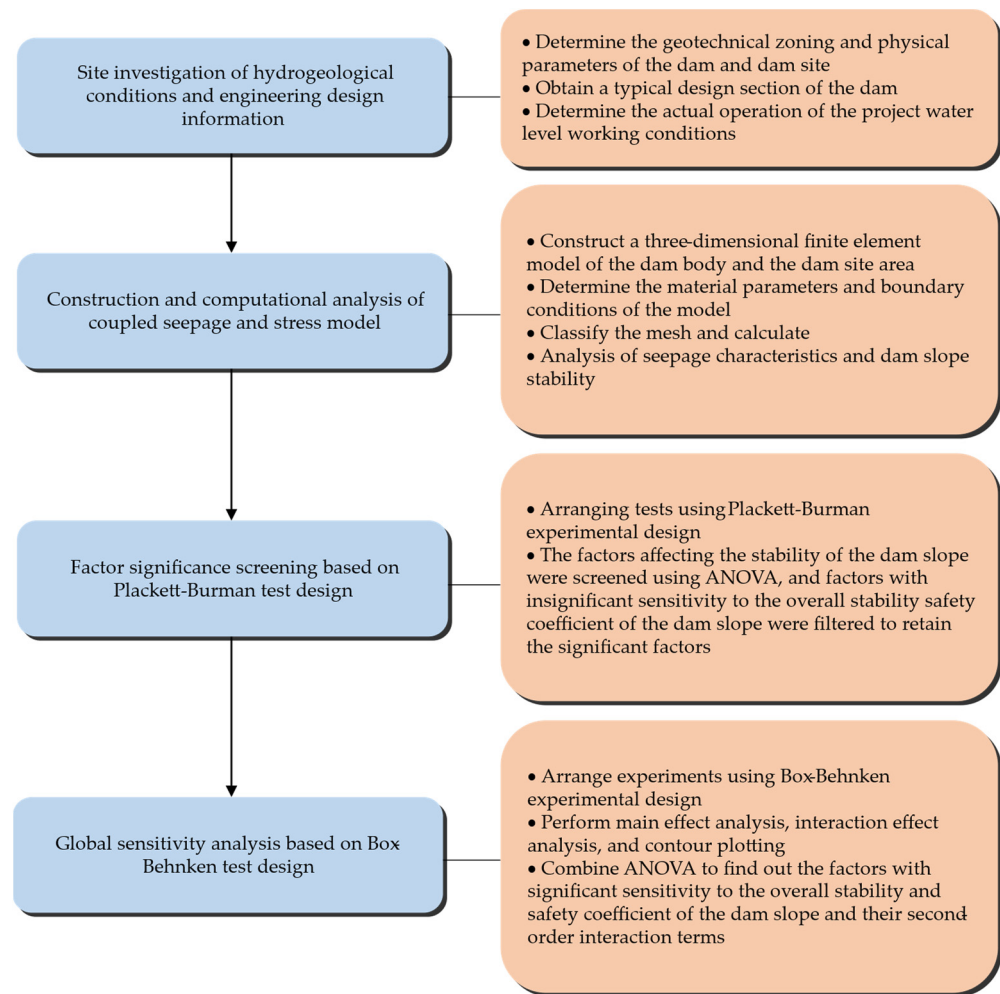 Site investigation of hydrogeological
conditions and engineering design
information
• Determine the geotechnical zoning and physical
parameters of the dam and dam site
• Obtain a typical design section of the dam
• Determine the actual operation of the project water
level working conditions
Construction and computational analysis of
coupled seepage and stress model
• Construct a three-dimensional finite element
model of the dam body and the dam site area
• Determine the material parameters and boundary
conditions of the model
• Classify the mesh and calculate
• Analysis of seepage characteristics and dam slope
stability
Factor significance screening based on
Plackett-Burman test design
• Arranging tests using Plackett-Burman
experimental design
• The factors affecting the stability of the dam slope
were screened using ANOVA, and factors with
insignificant sensitivity to the overall stability safety
coefficient of the dam slope were filtered to retain
the significant factors
Global sensitivity analysis based on Box-
Behnken test design
• Arrange experiments using Box-Behnken
experimental design
• Perform main effect analysis, interaction effect
analysis, and contour plotting
• Combine ANOVA to find out the factors with
significant sensitivity to the overall stability and
safety coefficient of the dam slope and their second-
order interaction terms